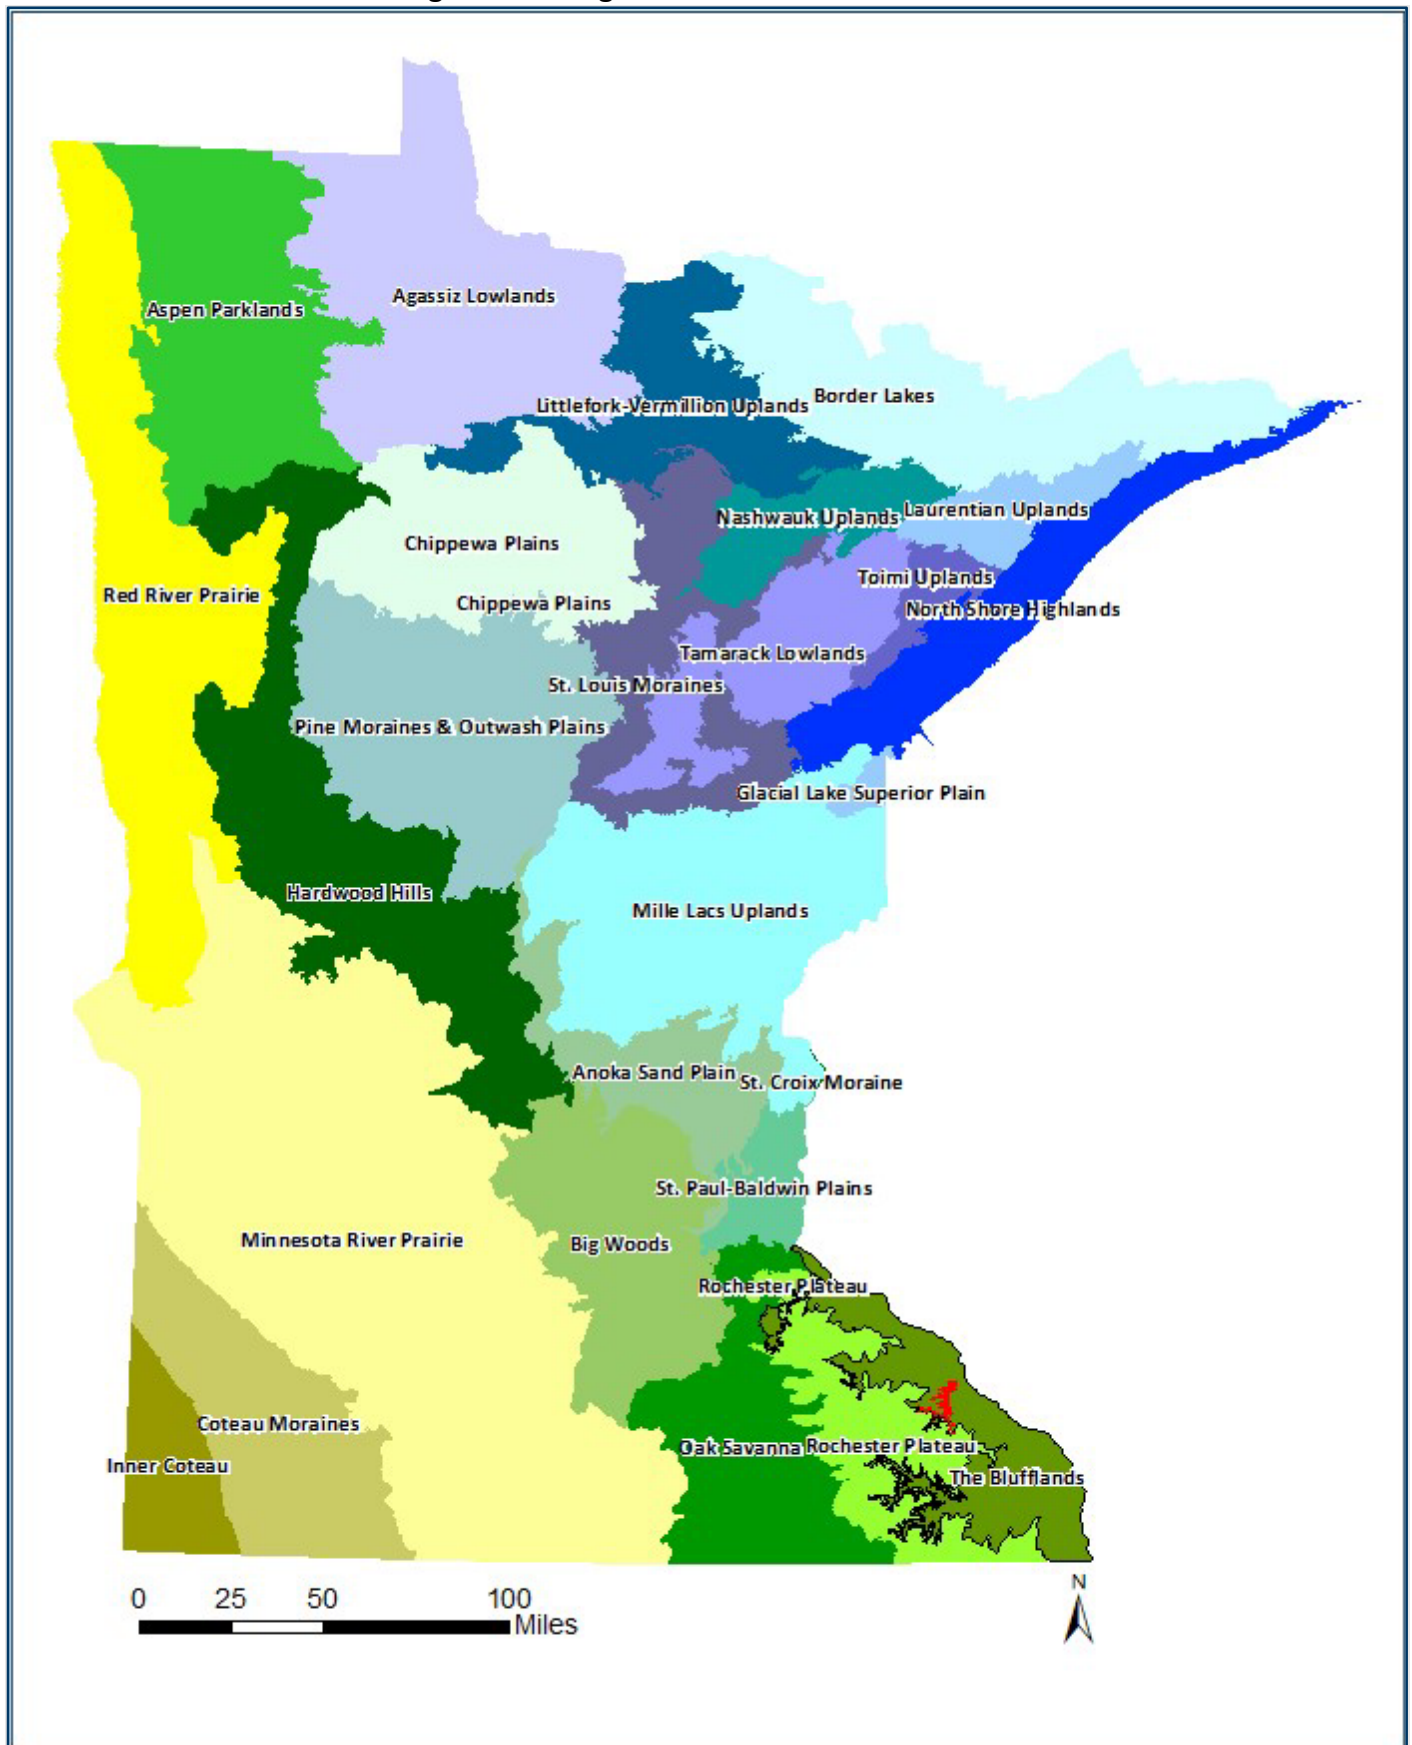 Agassiz Lowlands
Aspen Parklands
Border Lakes
Littlefork-Vermillion Uplands
Laurentian Uplands
Nashwauk Uplands
Chippewa Plains
Toimi Uplands
Red River Prairie
Chippewa Plains
North Shore Highlands
Tamarack Lowlands
St. Louis Moraines
Pine Moraines & Outwash Plains
Glacial Lake Superior Plain
Hardwood Hills
Mille Lacs Uplands
Anoka Sand Plain
St. Croix Moraine
St. Paul-Baldwin Plains
Minnesota River Prairie
Big Woods
Rochester Plateau
Coteau Moraines
Oak Savanna
Rochester Plateau
Inner Coteau
The Blufflands
0 25 50 100
Miles
N